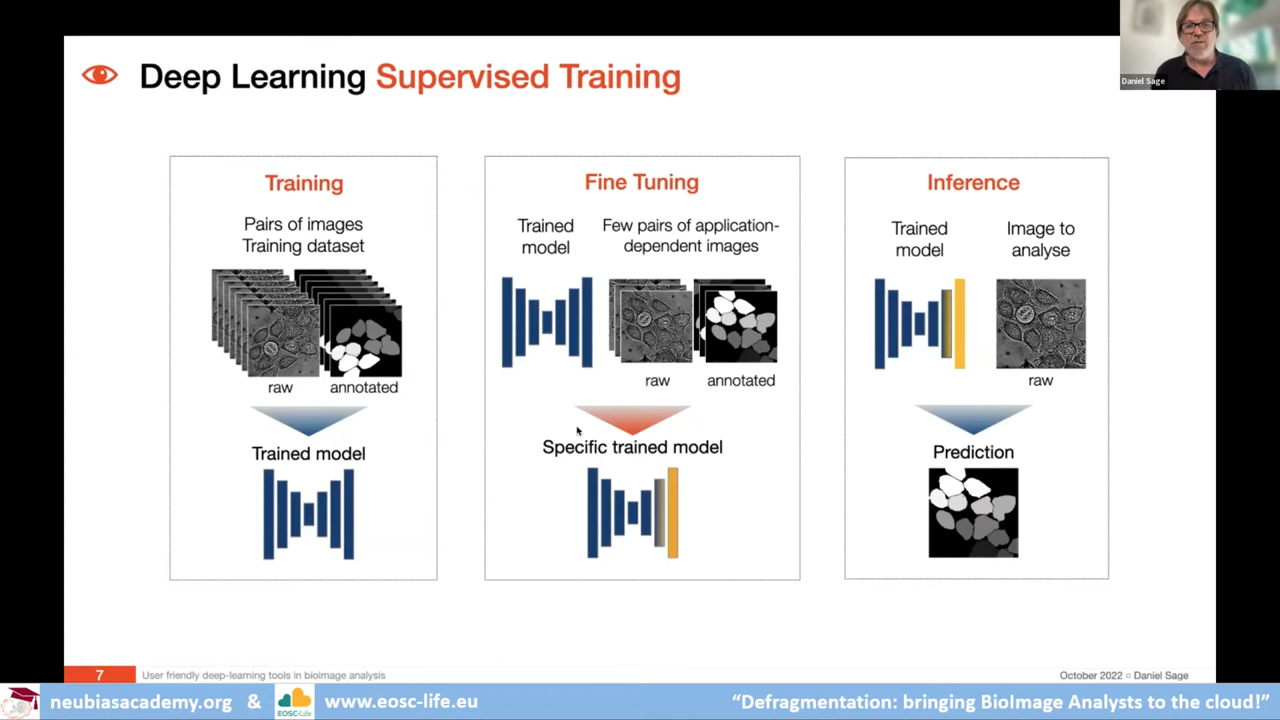 Daniel Sage
Deep Learning Supervised Training
Training
Pairs of images
Training dataset
raw
annotated
Trained model
Fine Tuning
Trained
model
Few pairs of application-
dependent images
raw
annotated
Specific trained model
Inference
Trained
model
Image to
analyse
raw
Prediction
7
User friendly deep-learning tools in bioimage analysis
October 2022 □ Daniel Sage
neubiasacademy.org & EOSC-Life www.eosc-life.eu
“Defragmentation: bringing BioImage Analysts to the cloud!”